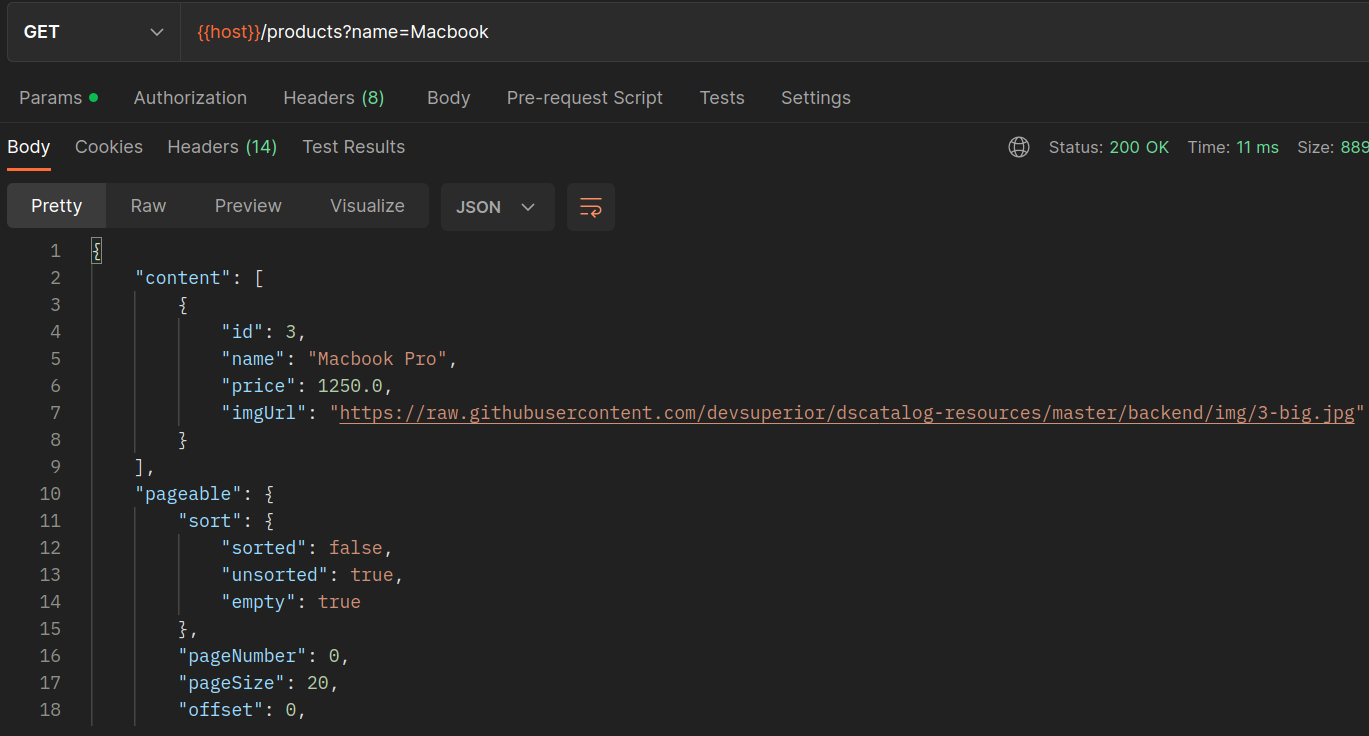 GET {{host}}/products?name=Macbook
Params Authorization Headers (8) Body Pre-request Script Tests Settings
Body Cookies Headers (14) Test Results Status: 200 OK Time: 11 ms Size: 889
Pretty Raw Preview Visualize JSON
1 {
2 "content": [
3 {
4 "id": 3,
5 "name": "Macbook Pro",
6 "price": 1250.0,
7 "imgUrl": "https://raw.githubusercontent.com/devsuperior/dscatalog-resources/master/backend/img/3-big.jpg"
8 }
9 ],
10 "pageable": {
11 "sort": {
12 "sorted": false,
13 "unsorted": true,
14 "empty": true
15 },
16 "pageNumber": 0,
17 "pageSize": 20,
18 "offset": 0,